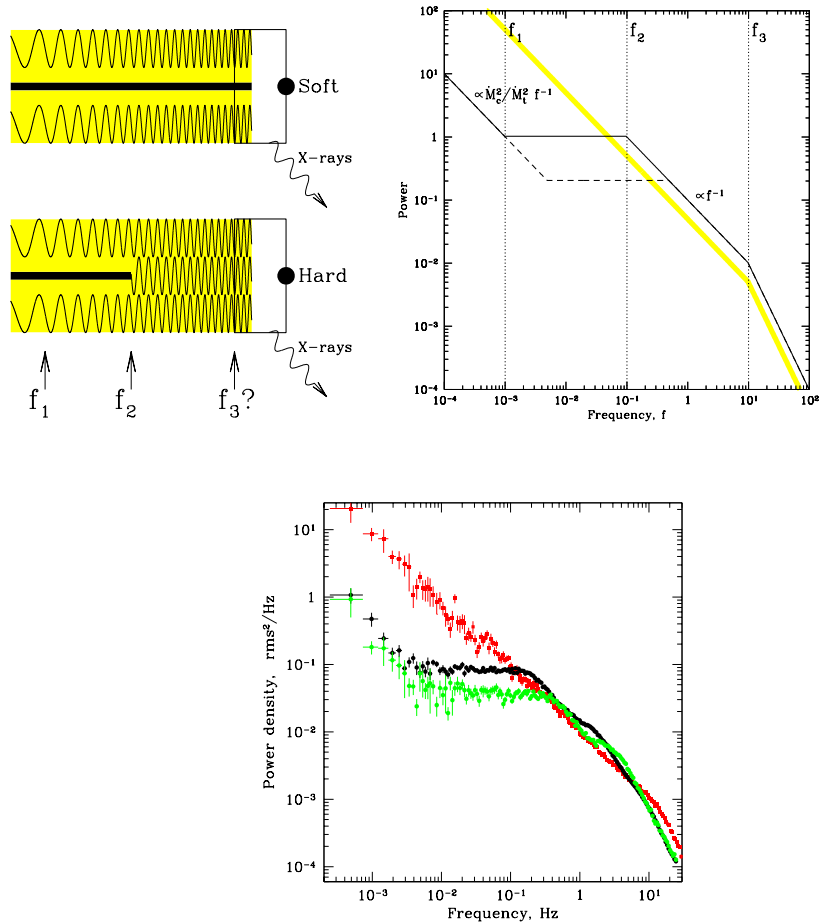 Soft
X-rays
Hard
X-rays
f₁
f₂
f₃?
10²
10
1
10⁻¹
10⁻²
10⁻³
10⁻⁴
Power
f₁
f₂
f₃
∝Ṁ²c/Ṁ²t f⁻¹
∝f⁻¹
10⁻⁴
10⁻³
10⁻²
10⁻¹
1
10¹
10²
Frequency, f
10¹
1
10⁻¹
10⁻²
10⁻³
10⁻⁴
Power density, rms²/Hz
10⁻³
10⁻²
10⁻¹
1
10¹
Frequency, Hz